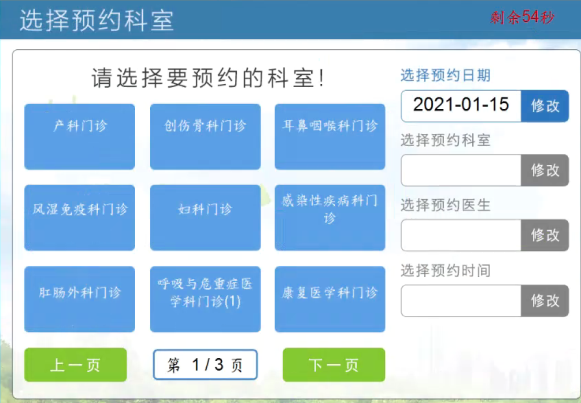 选择预约科室
剩余54秒
请选择要预约的科室!
产科门诊
创伤骨科门诊
耳鼻咽喉科门诊
风湿免疫科门诊
妇科门诊
感染性疾病科门
诊
肛肠外科门诊
呼吸与危重症医
学科门诊(1)
康复医学科门诊
上一页
第 1/3 页
下一页
选择预约日期
2021-01-15
修改
选择预约科室
修改
选择预约医生
修改
选择预约时间
修改